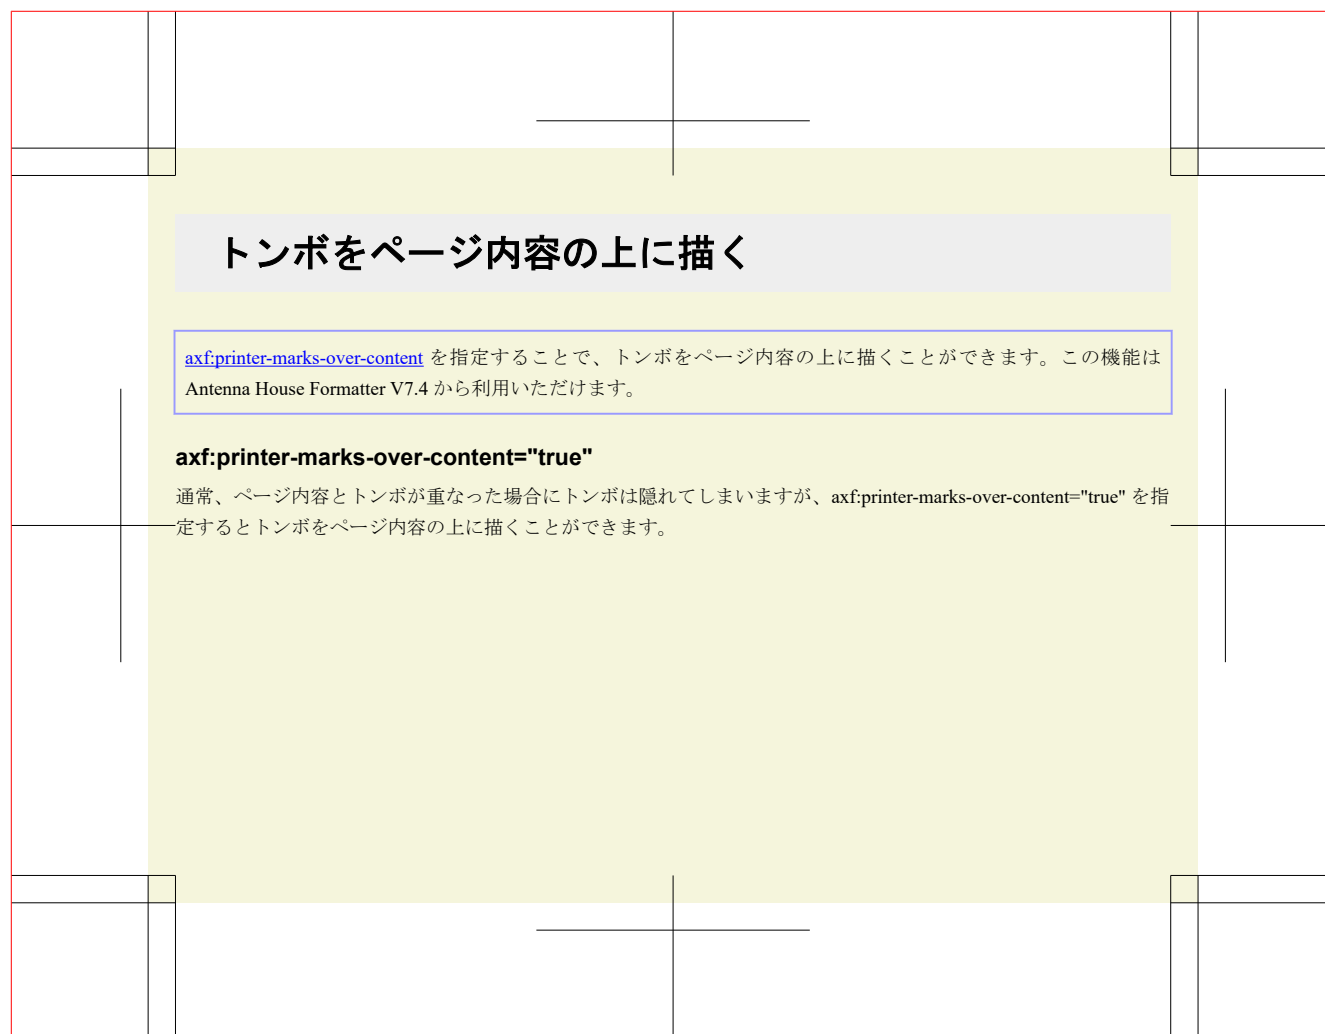 トンボをページ内容の上に描く
axf:printer-marks-over-content を指定することで、トンボをページ内容の上に描くことができます。この機能は
Antenna House Formatter V7.4 から利用いただけます。
axf:printer-marks-over-content="true"
通常、ページ内容とトンボが重なった場合にトンボは隠れてしまいますが、axf:printer-marks-over-content="true" を指
定するとトンボをページ内容の上に描くことができます。